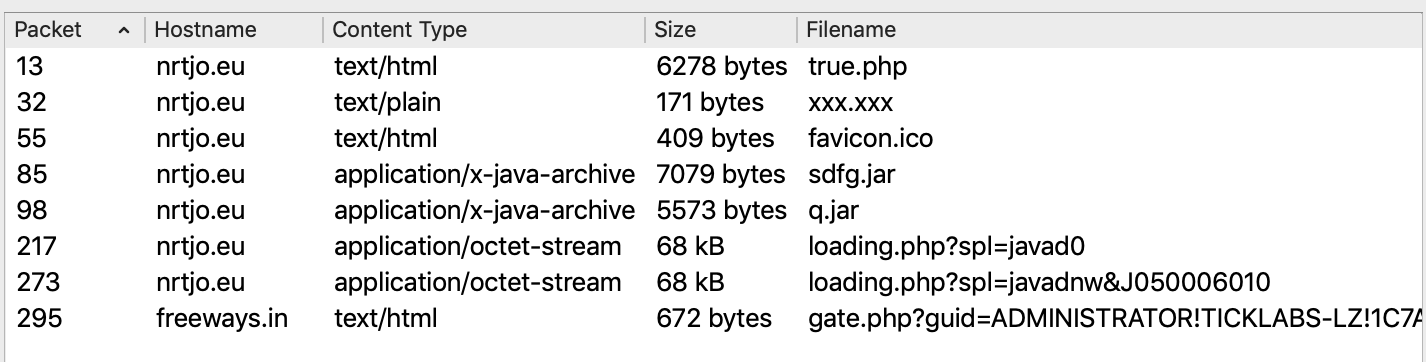 Packet Hostname Content Type Size Filename
13 nrtjo.eu text/html 6278 bytes true.php
32 nrtjo.eu text/plain 171 bytes xxx.xxx
55 nrtjo.eu text/html 409 bytes favicon.ico
85 nrtjo.eu application/x-java-archive 7079 bytes sdfg.jar
98 nrtjo.eu application/x-java-archive 5573 bytes q.jar
217 nrtjo.eu application/octet-stream 68 kB loading.php?spl=javad0
273 nrtjo.eu application/octet-stream 68 kB loading.php?spl=javadnw&J050006010
295 freeways.in text/html 672 bytes gate.php?guid=ADMINISTRATOR!TICKLABS-LZ!1C7A